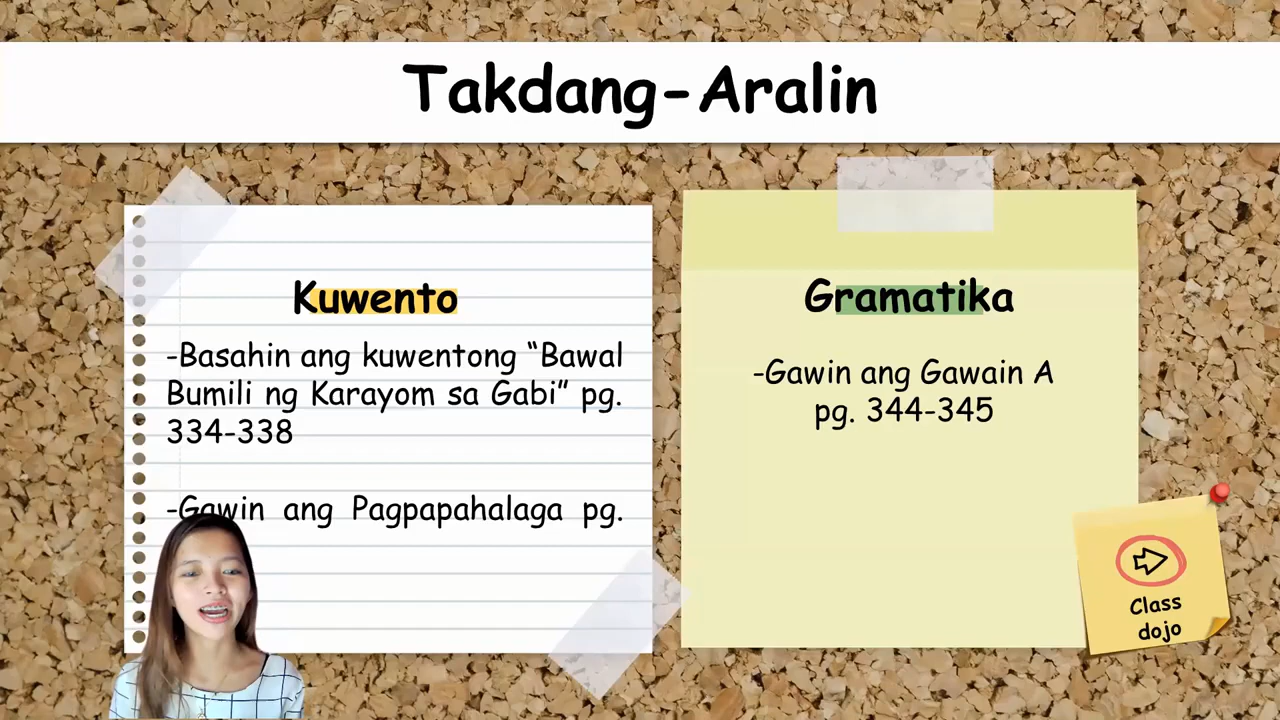 Takdang-Aralin
Kuwento
-Basahin ang kuwentong “Bawal
Bumili ng Karayom sa Gabi” pg.
334-338
-Gawin ang Pagpapahalaga pg.
Gramatika
-Gawin ang Gawain A
pg. 344-345
Class
dojo